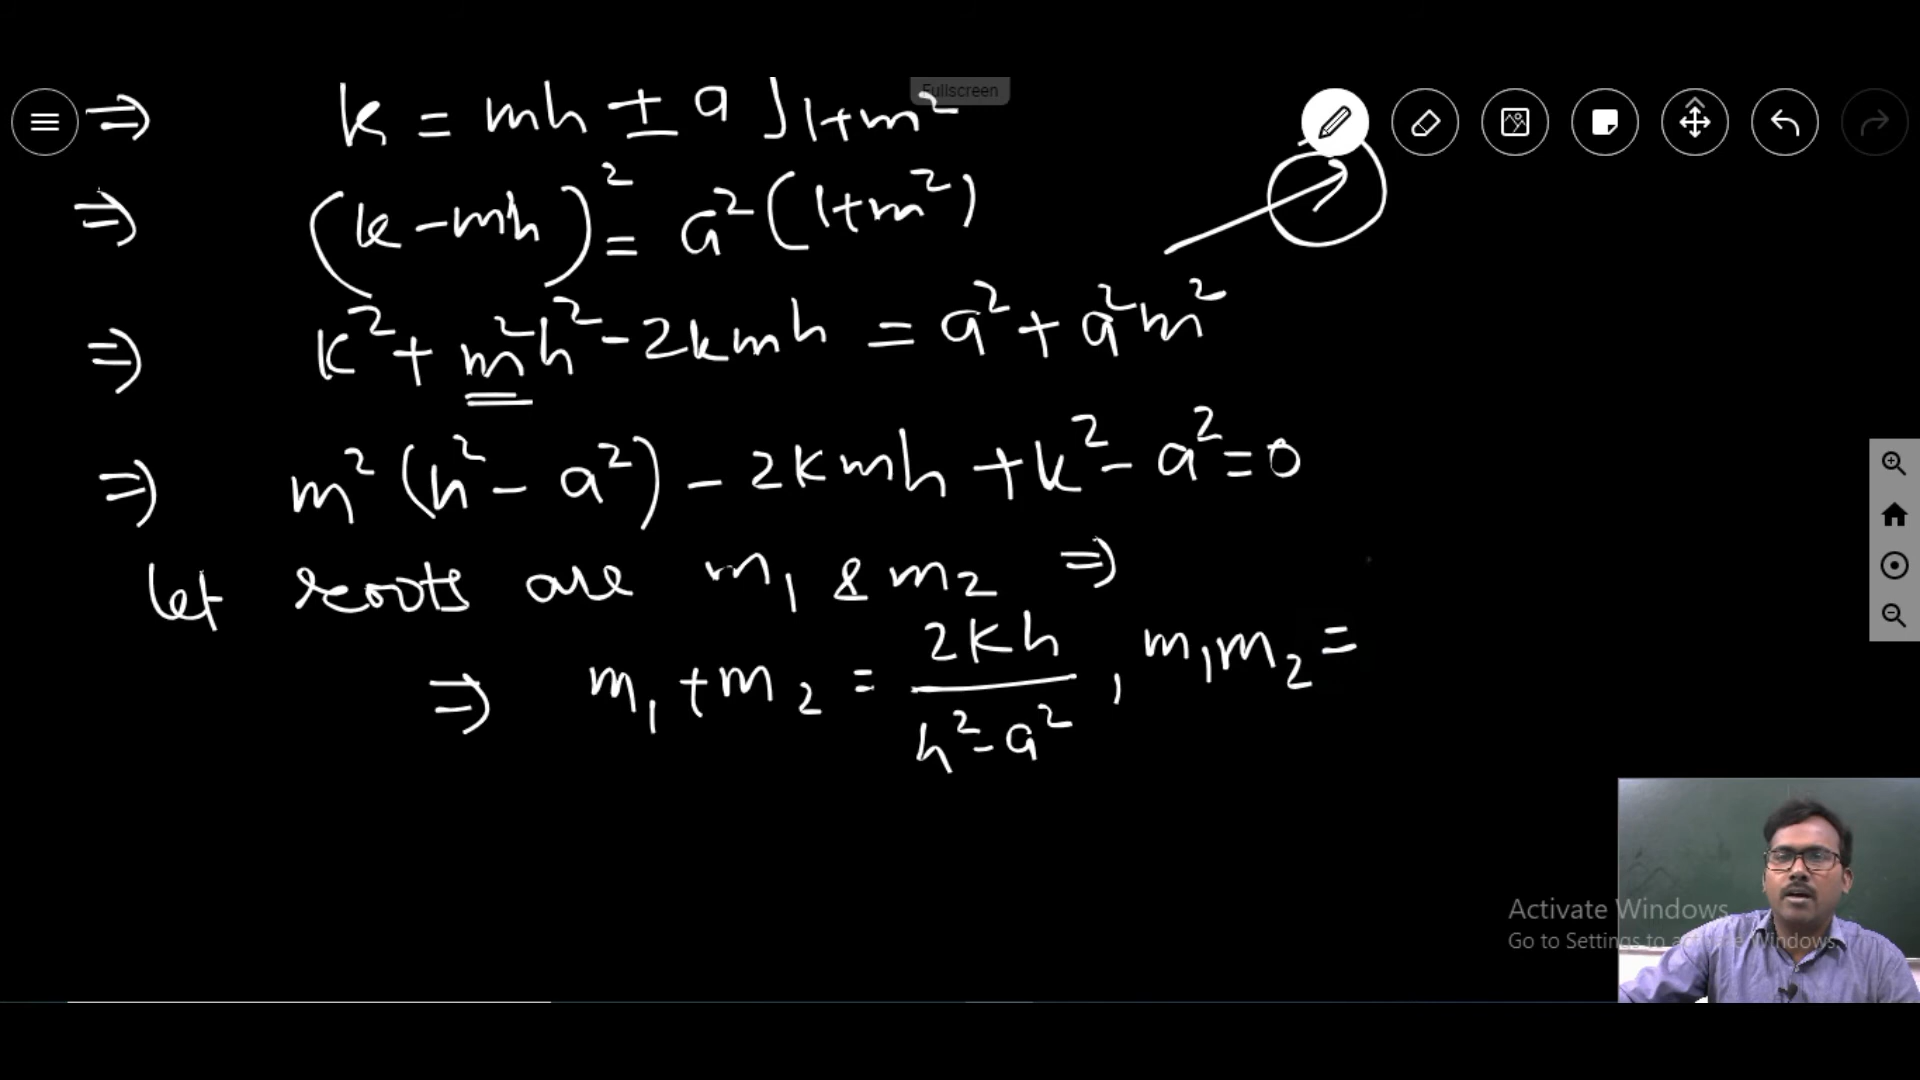 Fullscreen
⇒ k = mh ± a √1+m²
⇒ (k-mh)² = a²(1+m²)
⇒ k² + m²h² - 2kmh = a² + a²m²
⇒ m²(h² - a²) - 2kmh + k² - a² = 0
let roots are m₁ & m₂ ⇒
⇒ m₁ + m₂ = 2kh / h² - a² , m₁m₂ =
Activate Windows
Go to Settings to activate Windows.